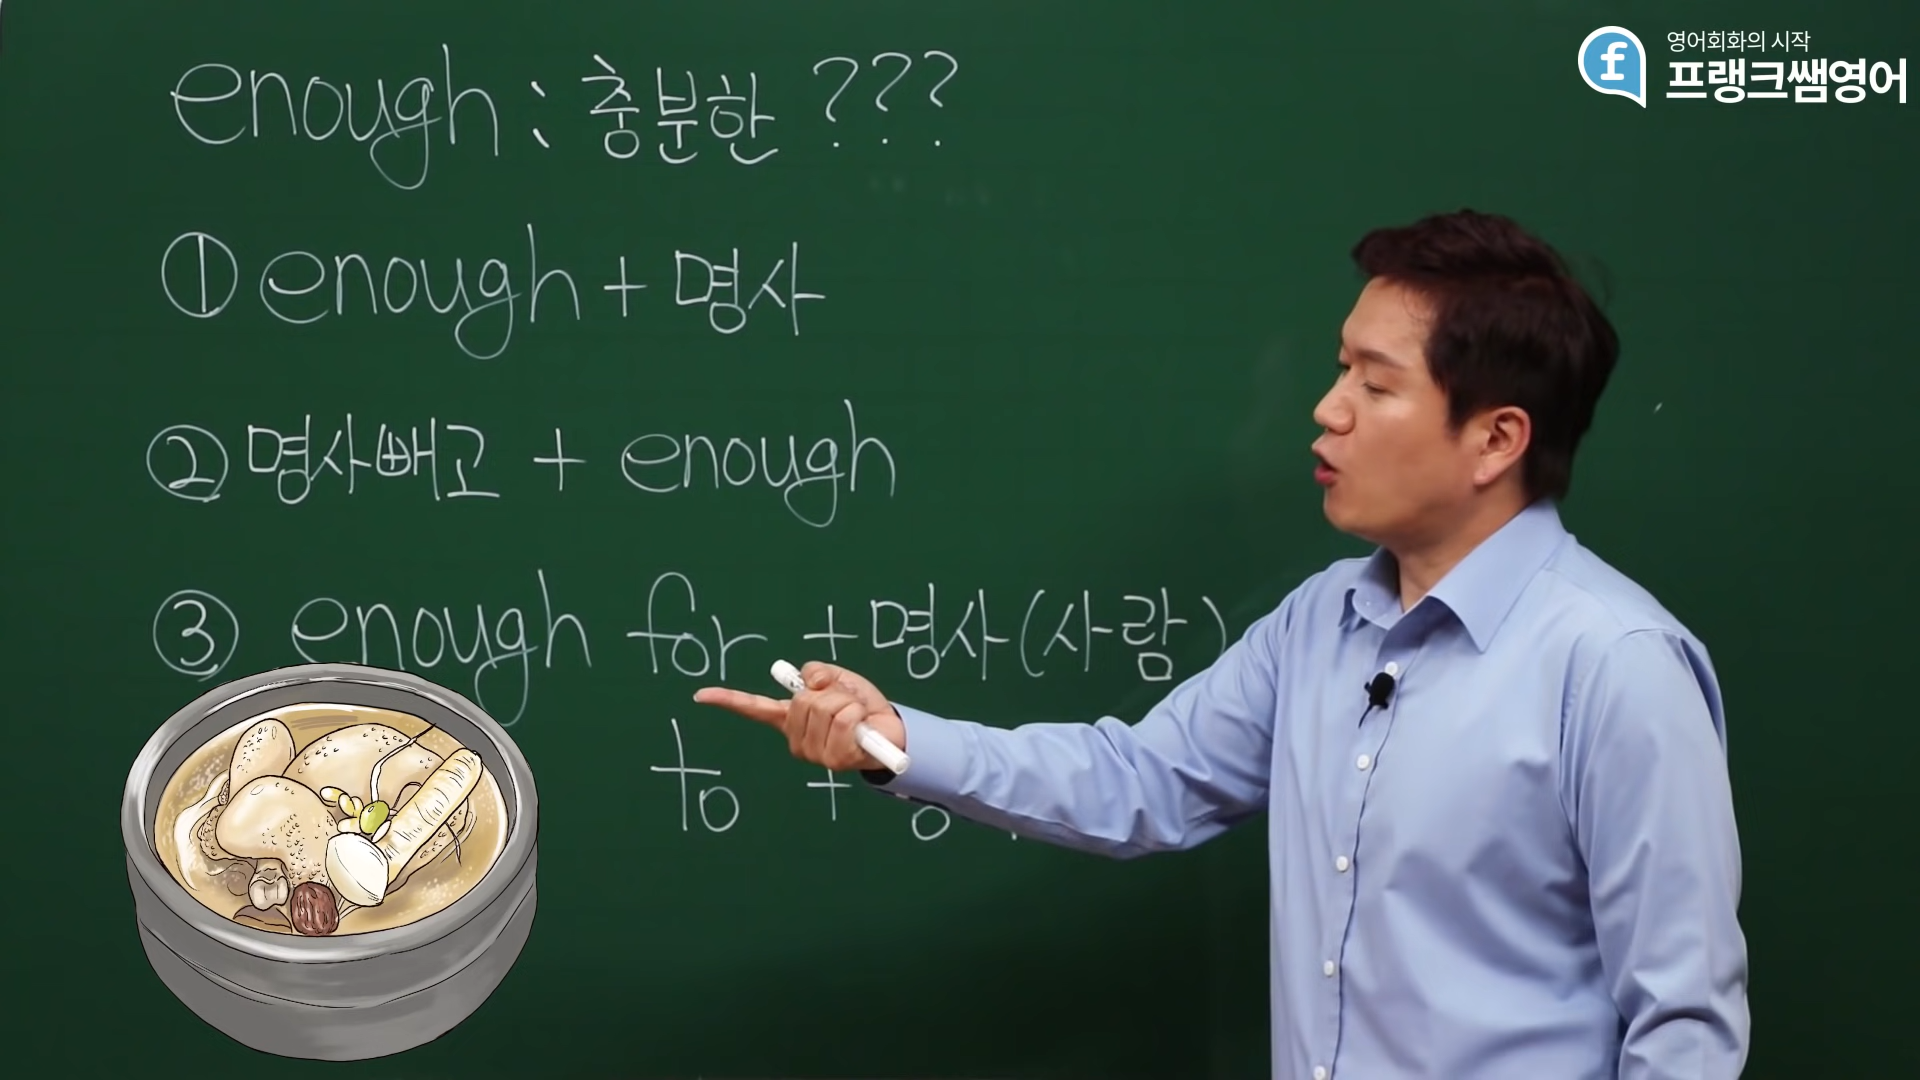 영어회화의 시작
프랭크쌤영어
enough : 충분한 ???
① enough + 명사
② 명사빼고 + enough
③ enough for + 명사(사람)
to +